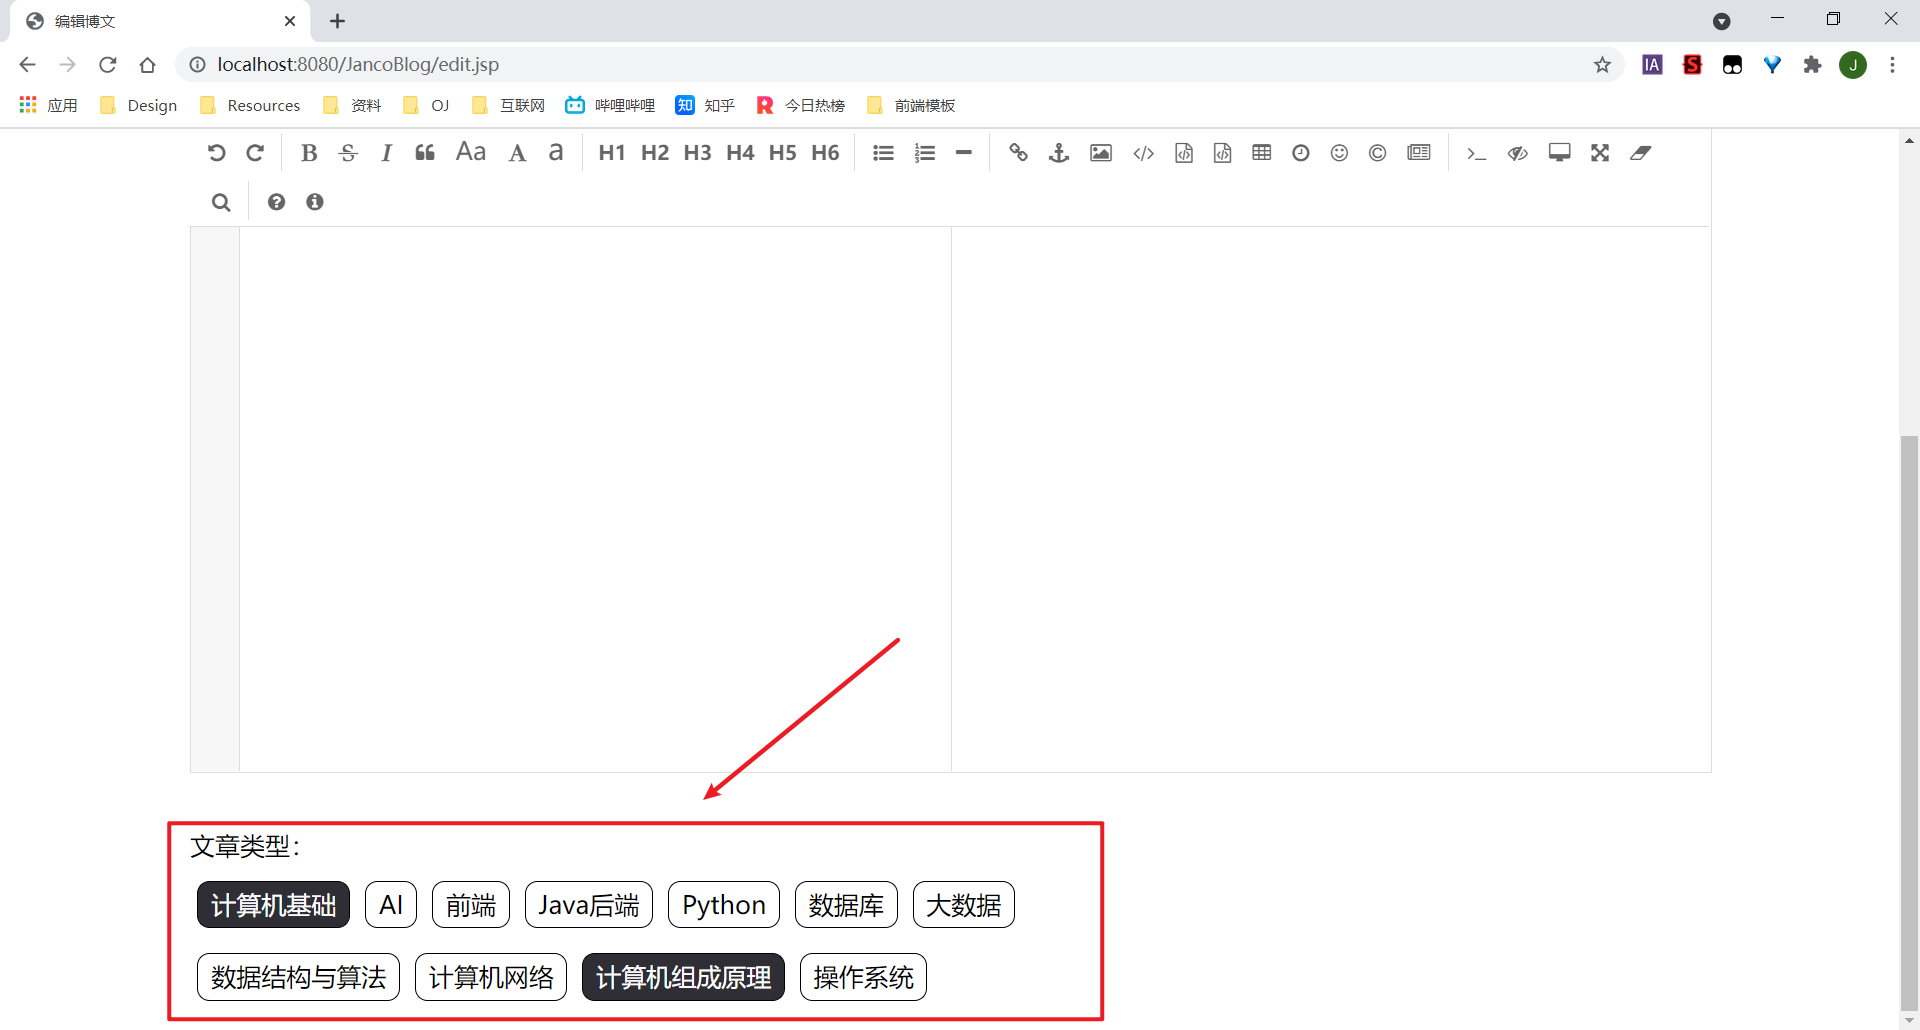 编辑博文
localhost:8080/JancoBlog/edit.jsp
IA S J
应用 Design Resources 资料 OJ 互联网 哔哩哔哩 知 知乎 R 今日热榜 前端模板
B S I Aa A a H1 H2 H3 H4 H5 H6
文章类型：
计算机基础 AI 前端 Java后端 Python 数据库 大数据
数据结构与算法 计算机网络 计算机组成原理 操作系统